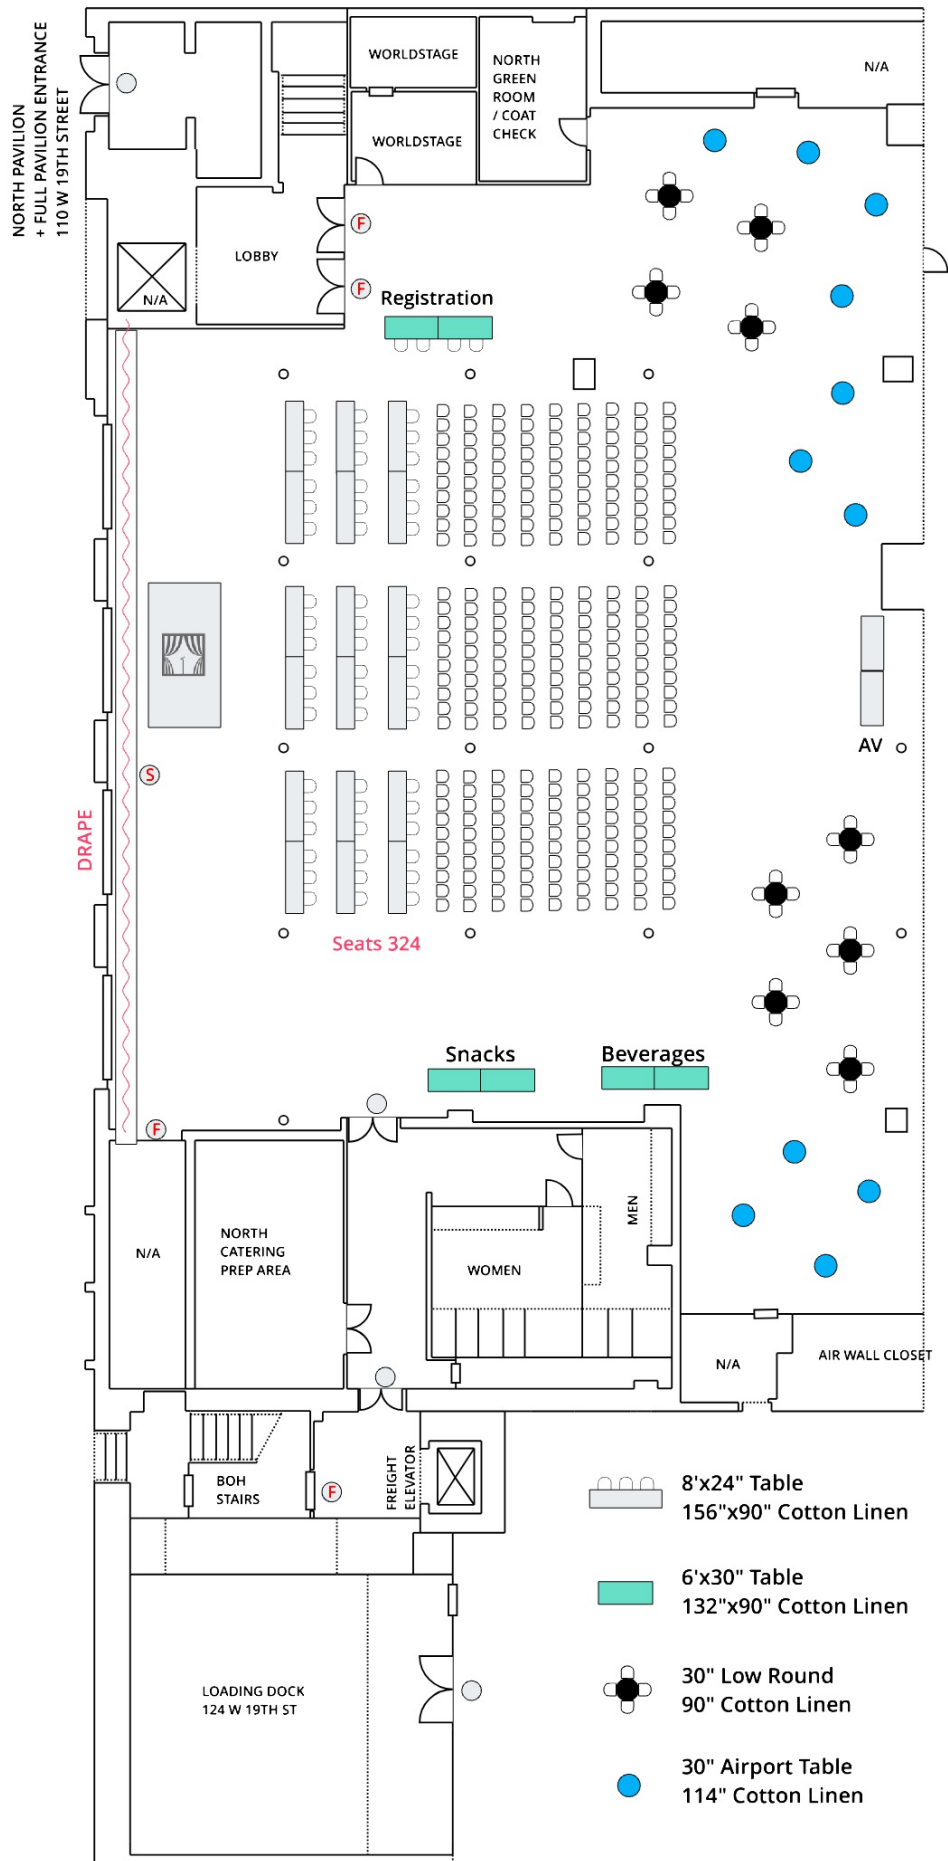 NORTH PAVILION
+ FULL PAVILION ENTRANCE
110 W 19TH STREET
WORLDSTAGE
WORLDSTAGE
NORTH
GREEN
ROOM
/ COAT
CHECK
N/A
LOBBY
N/A
F
F
Registration
S
DRAPE
AV
Seats 324
Snacks
Beverages
F
N/A
NORTH
CATERING
PREP AREA
WOMEN
MEN
N/A
AIR WALL CLOSET
BOH
STAIRS
F
FREIGHT
ELEVATOR
LOADING DOCK
124 W 19TH ST
8'x24" Table
156"x90" Cotton Linen
6'x30" Table
132"x90" Cotton Linen
30" Low Round
90" Cotton Linen
30" Airport Table
114" Cotton Linen